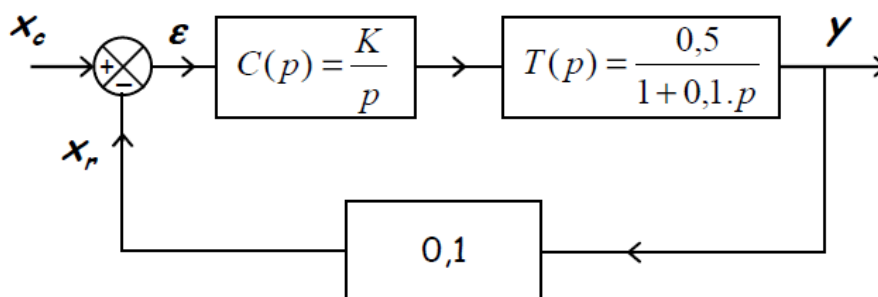 x_c + − ε C(p) = K/p T(p) = 0,5/(1+0,1.p) y
x_r
0,1